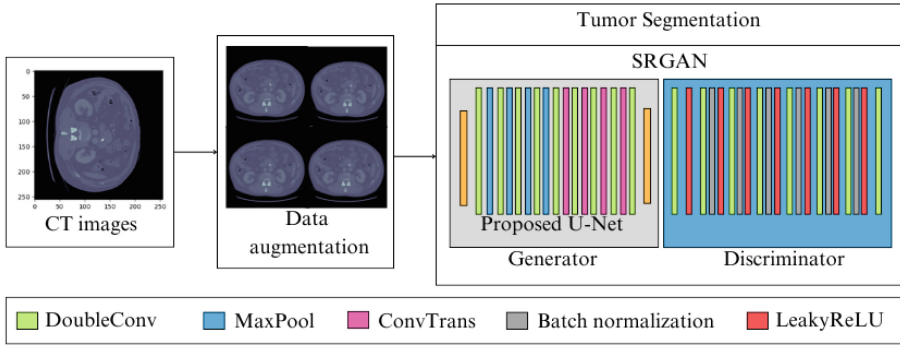 Tumor Segmentation
SRGAN
0
50
100
150
200
250
0 50 100 150 200 250
CT images
Data
augmentation
Proposed U-Net
Generator
Discriminator
DoubleConv
MaxPool
ConvTrans
Batch normalization
LeakyReLU